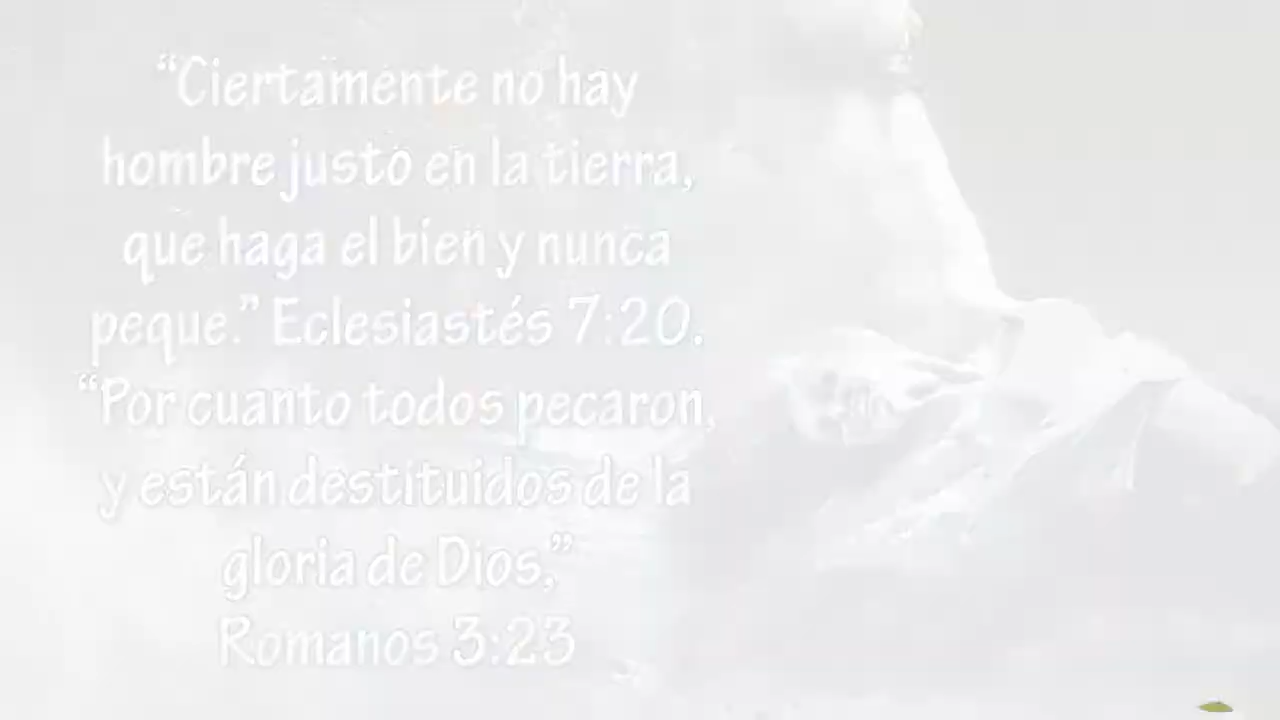 “Ciertamente no hay
hombre justo en la tierra,
que haga el bien y nunca
peque.” Eclesiastés 7:20.
“Por cuanto todos pecaron,
y están destituidos de la
gloria de Dios,”
Romanos 3:23